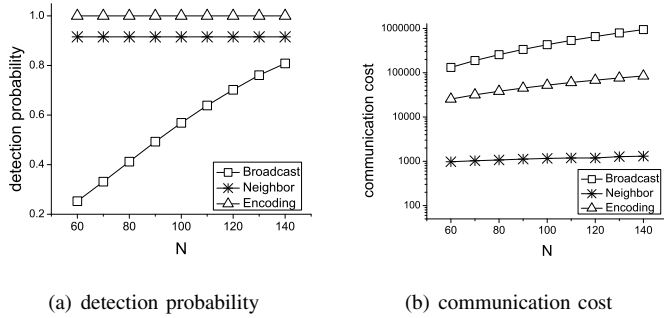 detection probability
1.0
0.8
0.6
0.4
0.2
60 80 100 120 140
N
Broadcast
Neighbor
Encoding
(a) detection probability
communication cost
1000000
100000
10000
1000
100
60 80 100 120 140
N
Broadcast
Neighbor
Encoding
(b) communication cost